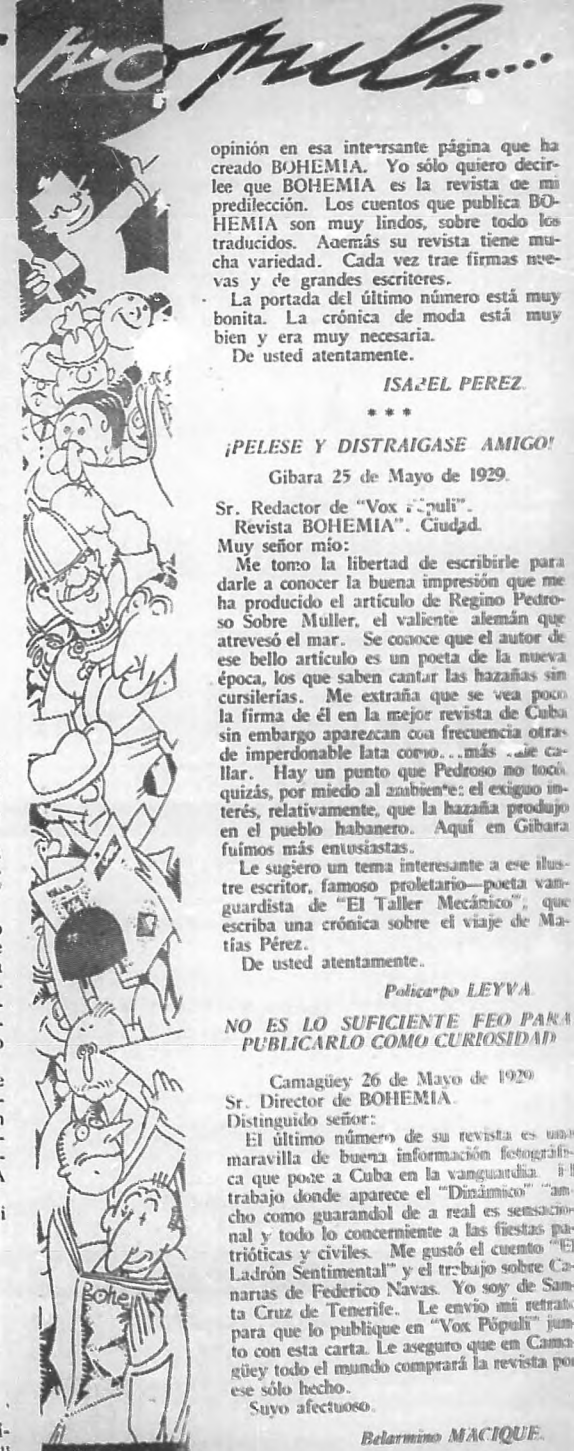 populi....
opinión en esa interrsante página que ha
creado BOHEMIA. Yo sólo quiero decir-
lee que BOHEMIA es la revista de mi
predilección. Los cuentos que publica BO-
HEMIA son muy lindos, sobre todo los
traducidos. Además su revista tiene mu-
cha variedad. Cada vez trae firmas nue-
vas y de grandes escritores.
La portada del último número está muy
bonita. La crónica de moda está muy
bien y era muy necesaria.
De usted atentamente.
ISABEL PEREZ.
* * *
¡PELESE Y DISTRAIGASE AMIGO!
Gibara 25 de Mayo de 1929.
Sr. Redactor de "Vox Pópuli".
Revista BOHEMIA". Ciudad.
Muy señor mio:
Me tomo la libertad de escribirle para
darle a conocer la buena impresión que me
ha producido el artículo de Regino Pedro-
so Sobre Múller, el valiente alemán que
atrevesó el mar. Se conoce que el autor de
ese bello artículo es un poeta de la nueva
época, los que saben cantar las hazañas sin
cursilerias. Me extraña que se vea poco
la firma de él en la mejor revista de Cuba
sin embargo aparezcan con frecuencia otras
de imperdonable lata como...más ca-
llar. Hay un punto que Pedroso no tocó
quizás, por miedo al ambiente: el exiguo in-
terés, relativamente, que la hazaña produjo
en el pueblo habanero. Aquí en Gibara
fuímos más entusiastas.
Le sugiero un tema interesante a ese ilus-
tre escritor, famoso proletario—poeta van-
guardista de "El Taller Mecánico", que
escriba una crónica sobre el viaje de Ma-
tías Pérez.
De usted atentamente.
Policarpo LEYVA.
NO ES LO SUFICIENTE FEO PARA
PUBLICARLO COMO CURIOSIDAD
Camagüey 26 de Mayo de 1929
Sr. Director de BOHEMIA.
Distinguido señor:
El último número de su revista es una
maravilla de buena información fotográfi-
ca que pone a Cuba en la vanguardia. El
trabajo donde aparece el "Dinámico" "an-
cho como guarandol de a real es sensacio-
nal y todo lo concerniente a las fiestas pa-
trióticas y civiles. Me gustó el cuento "El
Ladrón Sentimental" y el trabajo sobre Ca-
narias de Federico Navas. Yo soy de San-
ta Cruz de Tenerife. Le envio mi retrato
para que lo publique en "Vox Pópuli" jun-
to con esta carta. Le aseguro que en Cama-
güey todo el mundo comprará la revista por
ese sólo hecho.
Suyo afectuoso.
Belarmino MACIQUE.
Bohe